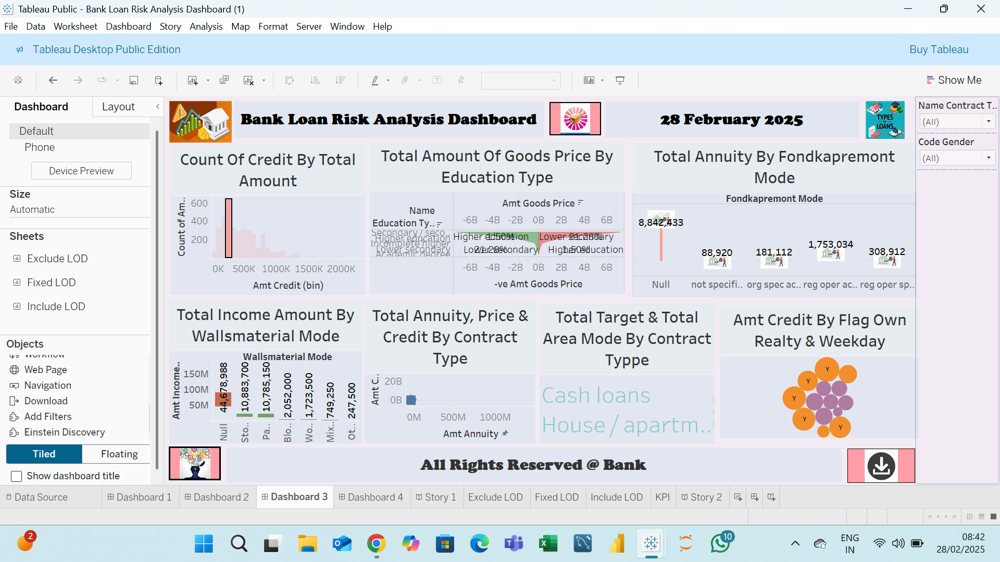 Tableau Public - Bank Loan Risk Analysis Dashboard (1)
File Data Worksheet Dashboard Story Analysis Map Format Server Window Help
Tableau Desktop Public Edition
Buy Tableau
Show Me
Dashboard
Layout
Default
Phone
Device Preview
Size
Automatic
Sheets
Exclude LOD
Fixed LOD
Include LOD
Objects
Workflow
Web Page
Navigation
Download
Add Filters
Einstein Discovery
Tiled
Floating
Show dashboard title
Bank Loan Risk Analysis Dashboard
28 February 2025
TYPES
OF
LOANS
Name Contract T..
(All)
Code Gender
(All)
Count Of Credit By Total
Amount
Count of Am..
600
400
200
0K 500K 1000K 1500K 2000K
Amt Credit (bin)
Total Amount Of Goods Price By
Education Type
Name
Education Ty..
Amt Goods Price
-6B -4B -2B 0B 2B 4B 6B
Secondary / seco..
Higher education
Incomplete higher
Lower secondary
Academic degree
Higher education 1.50%
Lower secondary 21.28%
Lower secondary 21.28%
Higher education 1.50%
-6B -4B -2B 0B 2B 4B 6B
-ve Amt Goods Price
Total Annuity By Fondkapremont
Mode
Fondkapremont Mode
8,842,433
88,920
181,112
1,753,034
308,912
Null not specifi.. org spec ac.. reg oper ac.. reg oper sp..
Total Income Amount By
Wallsmaterial Mode
Wallsmaterial Mode
Amt Income..
150M
100M
50M
44,678,988
10,883,700
10,785,150
2,052,000
1,723,500
749,250
247,500
Null
Sto..
Pa..
Blo..
Wo..
Mix..
Ot..
Total Annuity, Price &
Credit By Contract
Type
Amt C..
20B
0B
0M 500M 1000M
Amt Annuity
Total Target & Total
Area Mode By Contract
Typpe
Cash loans
House / apartm..
Amt Credit By Flag Own
Realty & Weekday
Y
Y
Y
Y
Y
All Rights Reserved @ Bank
Data Source
Dashboard 1
Dashboard 2
Dashboard 3
Dashboard 4
Story 1
Exclude LOD
Fixed LOD
Include LOD
KPI
Story 2
2
10
ENG
IN
08:42
28/02/2025